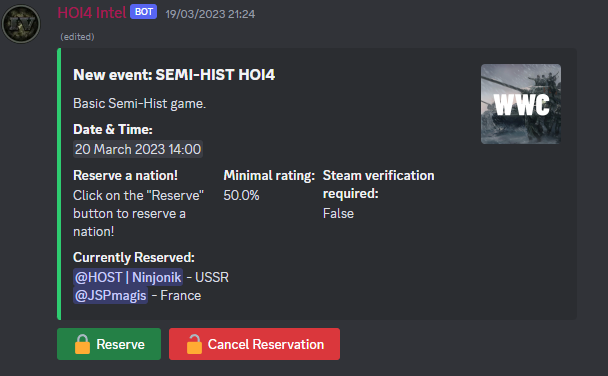 HOI4 Intel BOT 19/03/2023 21:24
(edited)
New event: SEMI-HIST HOI4
Basic Semi-Hist game.
WWC
Date & Time:
20 March 2023 14:00
Reserve a nation! Minimal rating: Steam verification
required:
Click on the "Reserve" 50.0%
button to reserve a False
nation!
Currently Reserved:
@HOST | Ninjonik - USSR
@JSPmagis - France
Reserve Cancel Reservation